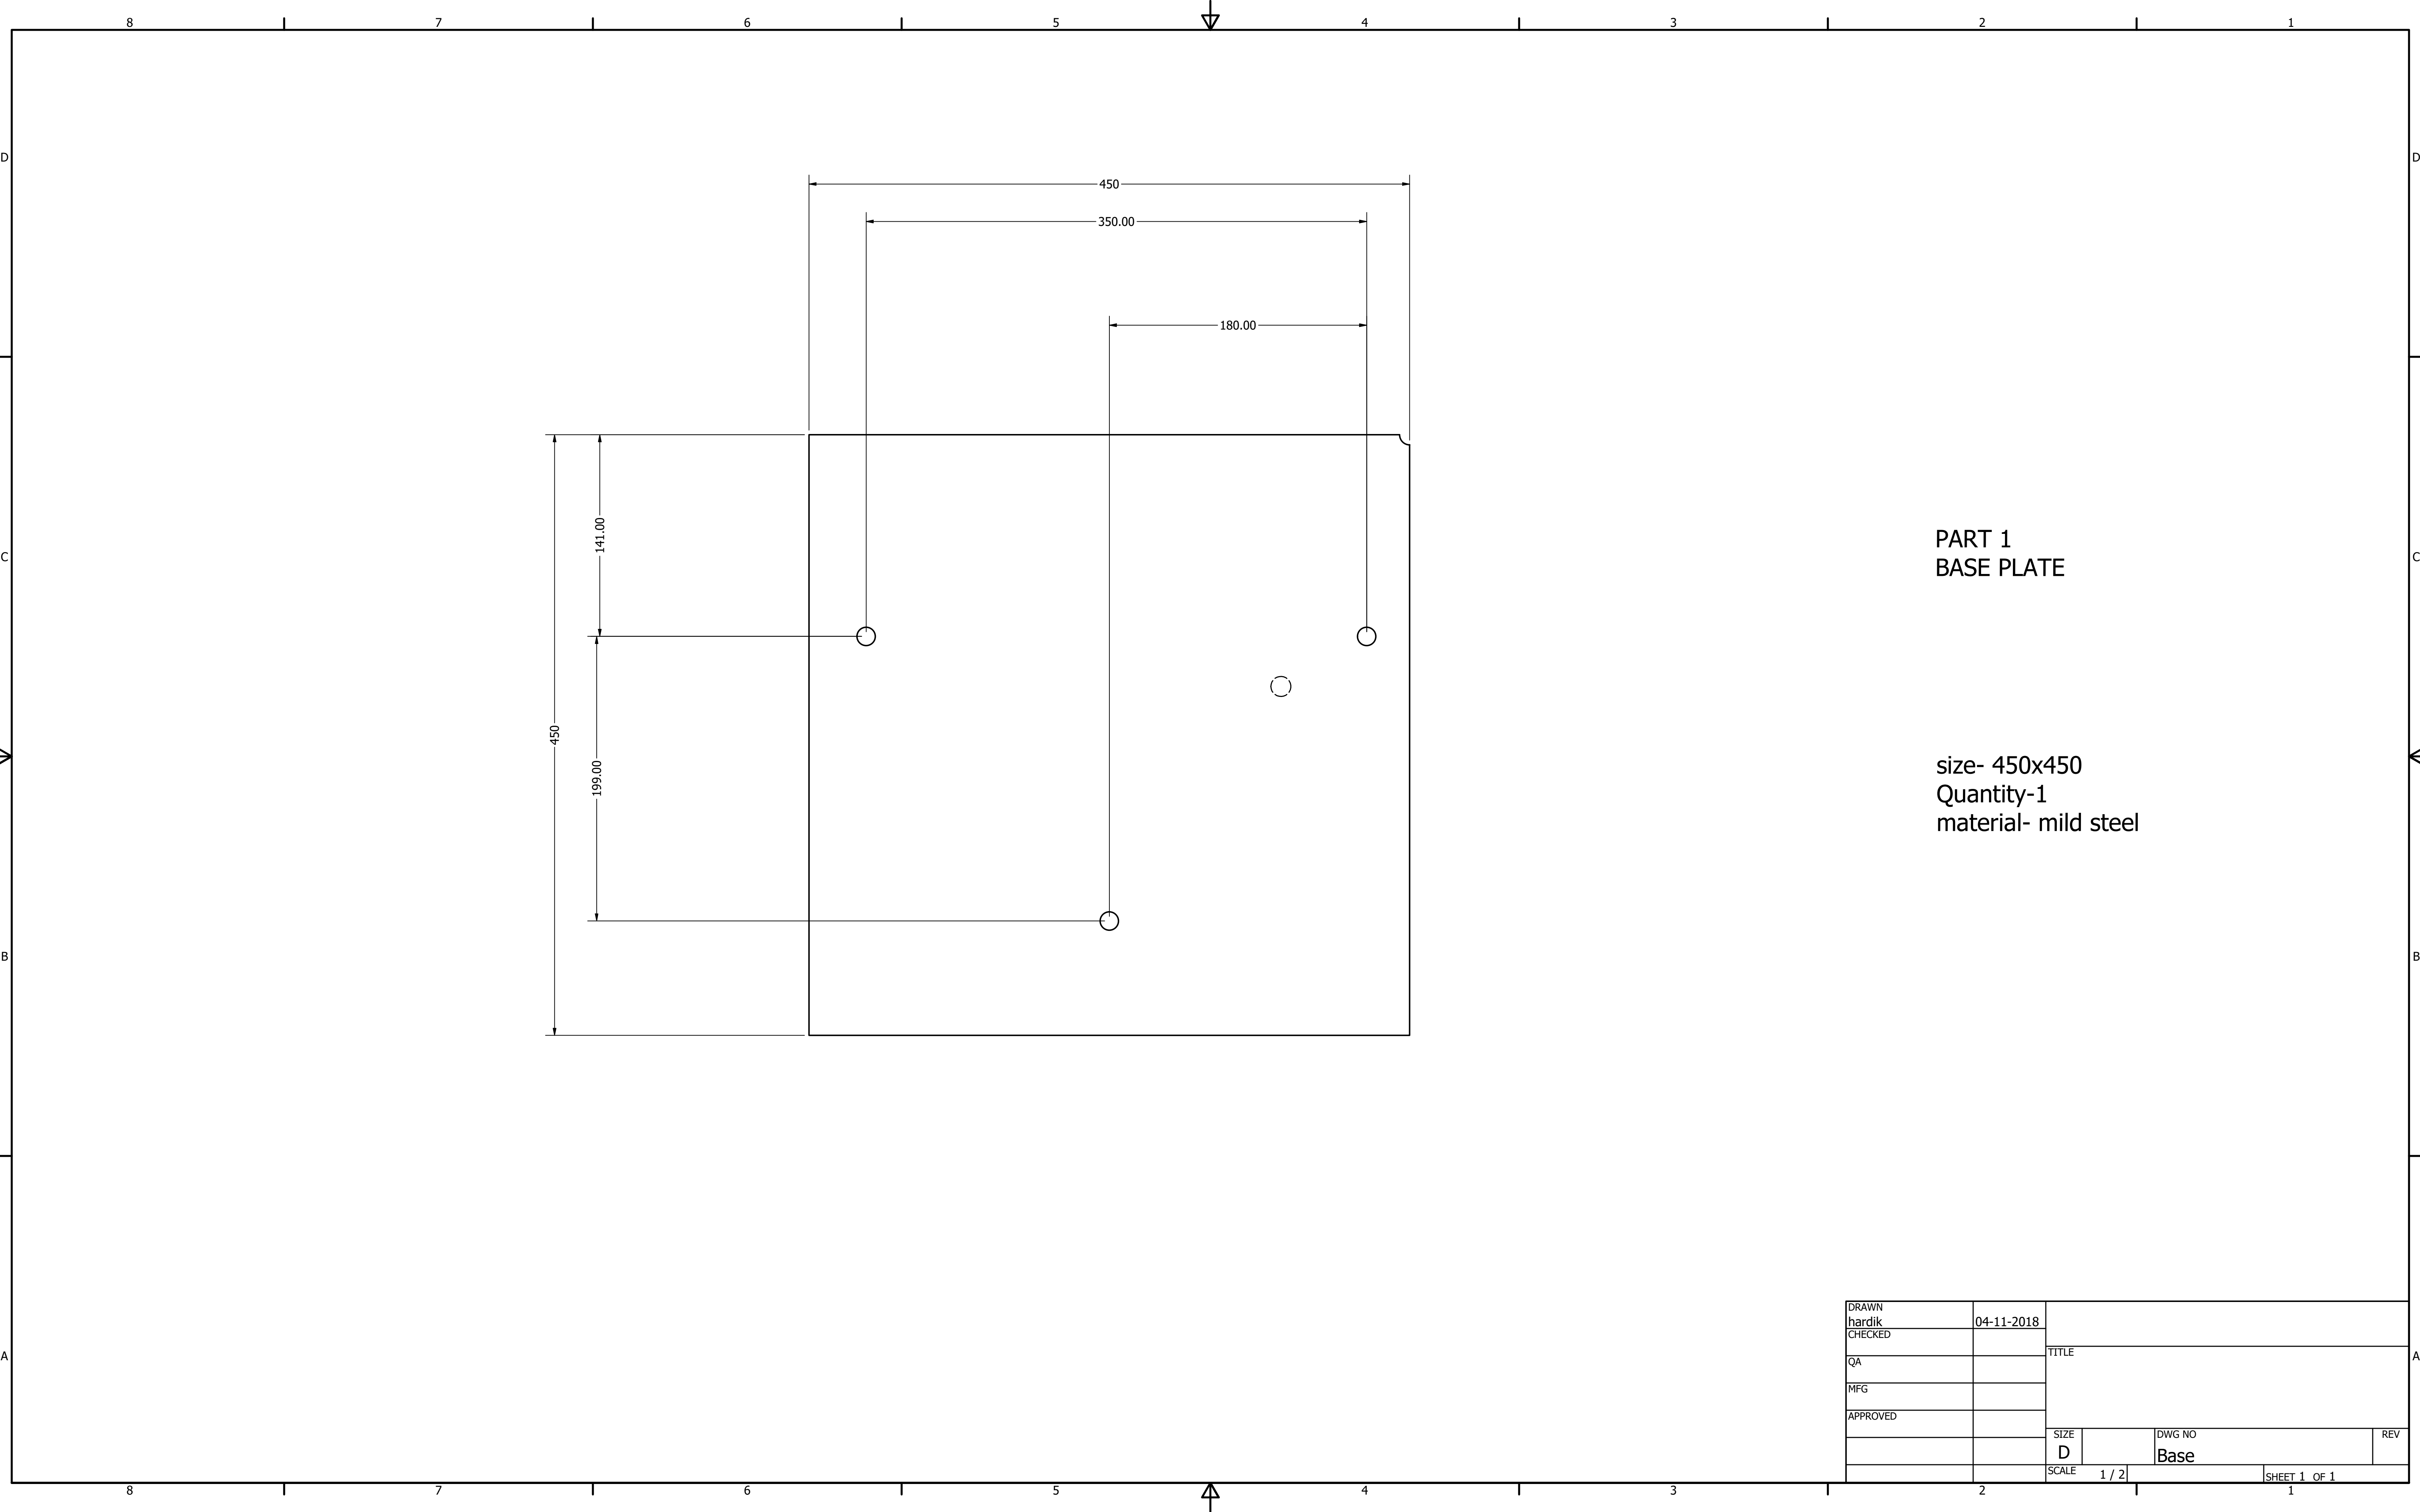 8 7 6 5 4 3 2 1
D D
450
350.00
180.00
141.00
PART 1
C C
BASE PLATE
450
199.00
size- 450x450
Quantity-1
material- mild steel
B B
DRAWN
hardik 04-11-2018
CHECKED
TITLE
A A
QA
MFG
APPROVED
SIZE DWG NO REV
D Base
SCALE 1 / 2 SHEET 1 OF 1
8 7 6 5 4 3 2 1